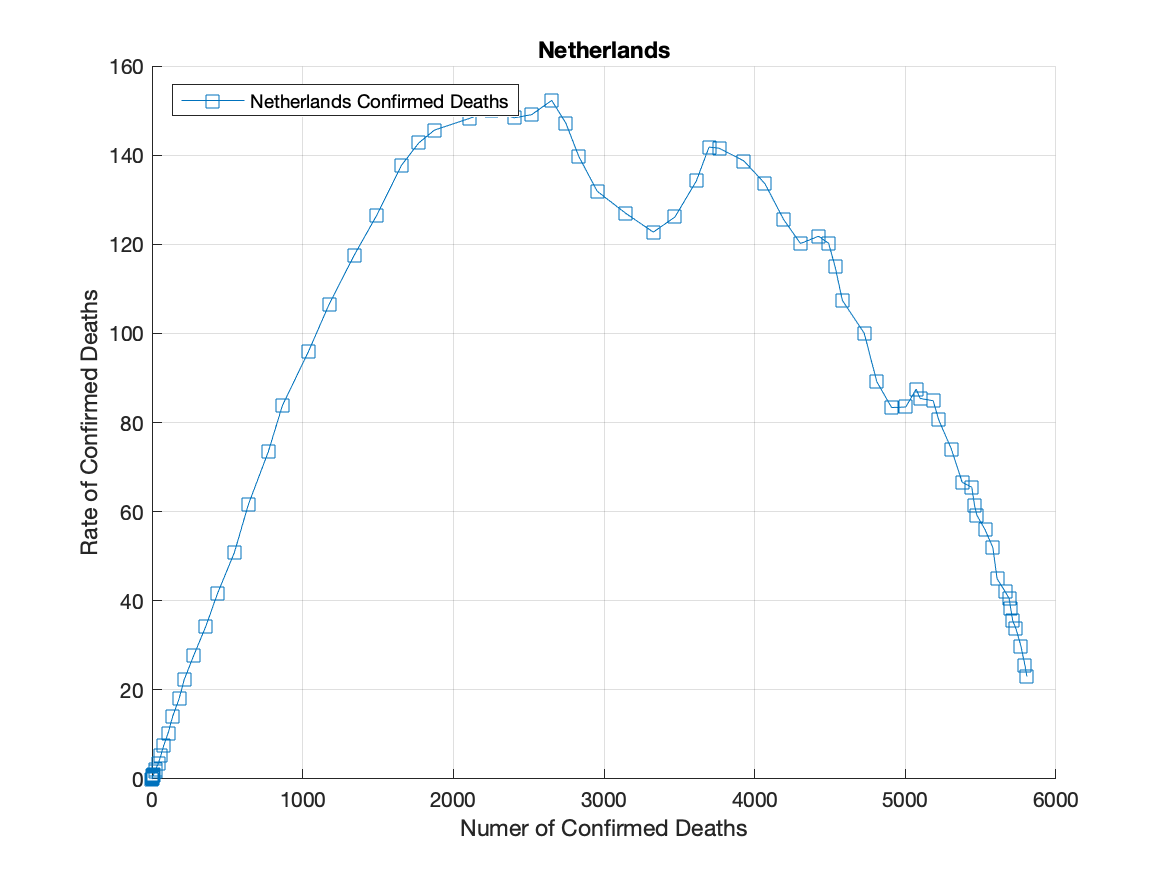 Netherlands
160
Netherlands Confirmed Deaths
140
120
100
80
60
40
20
0
Rate of Confirmed Deaths
0 1000 2000 3000 4000 5000 6000
Numer of Confirmed Deaths